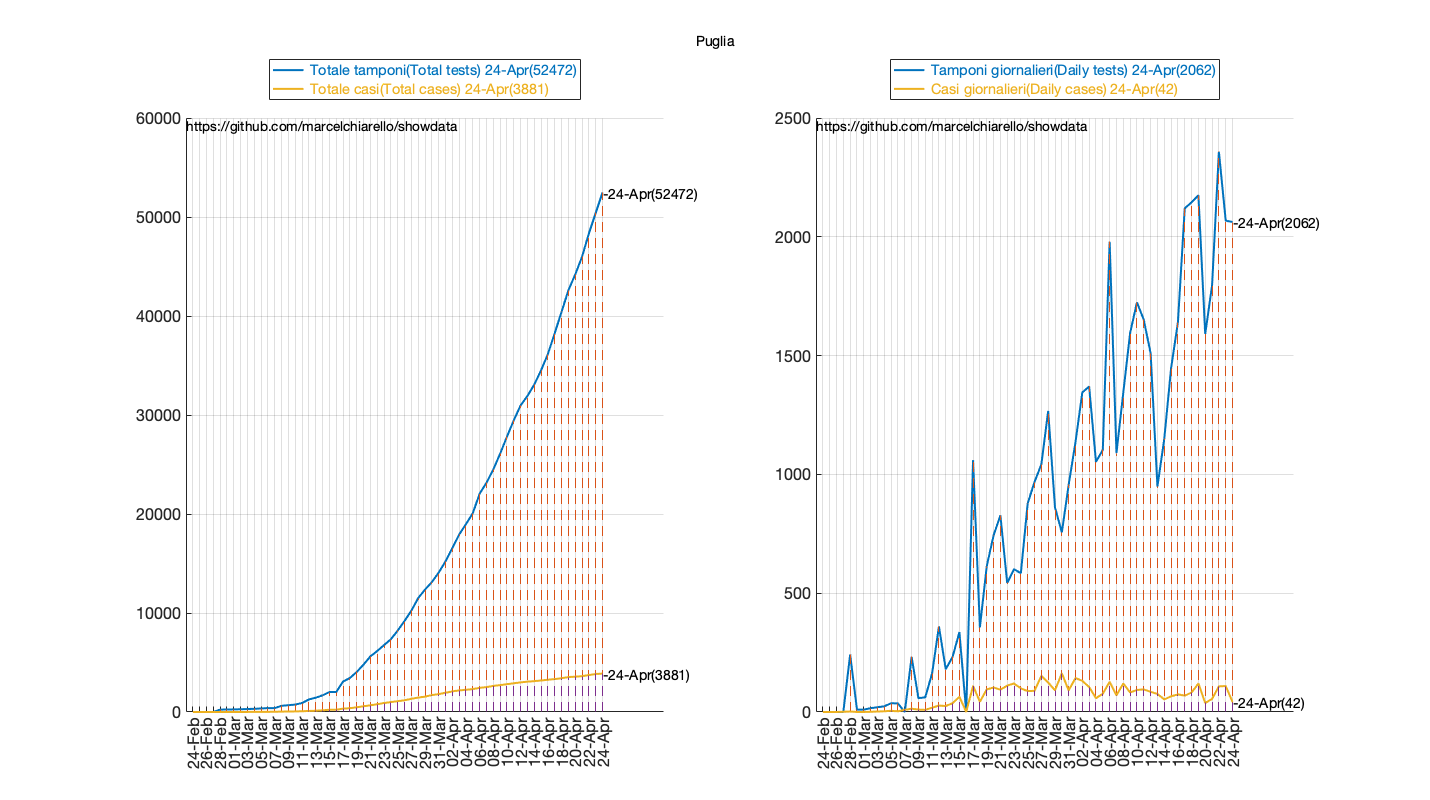 Puglia
Totale tamponi(Total tests) 24-Apr(52472)
Totale casi(Total cases) 24-Apr(3881)
60000
https://github.com/marcelchiarello/showdata
50000
40000
30000
20000
10000
0
-24-Apr(52472)
-24-Apr(3881)
24-Feb
26-Feb
28-Feb
01-Mar
03-Mar
05-Mar
07-Mar
09-Mar
11-Mar
13-Mar
15-Mar
17-Mar
19-Mar
21-Mar
23-Mar
25-Mar
27-Mar
29-Mar
31-Mar
02-Apr
04-Apr
06-Apr
08-Apr
10-Apr
12-Apr
14-Apr
16-Apr
18-Apr
20-Apr
22-Apr
24-Apr
Tamponi giornalieri(Daily tests) 24-Apr(2062)
Casi giornalieri(Daily cases) 24-Apr(42)
2500
https://github.com/marcelchiarello/showdata
2000
1500
1000
500
0
-24-Apr(2062)
-24-Apr(42)
24-Feb
26-Feb
28-Feb
01-Mar
03-Mar
05-Mar
07-Mar
09-Mar
11-Mar
13-Mar
15-Mar
17-Mar
19-Mar
21-Mar
23-Mar
25-Mar
27-Mar
29-Mar
31-Mar
02-Apr
04-Apr
06-Apr
08-Apr
10-Apr
12-Apr
14-Apr
16-Apr
18-Apr
20-Apr
22-Apr
24-Apr